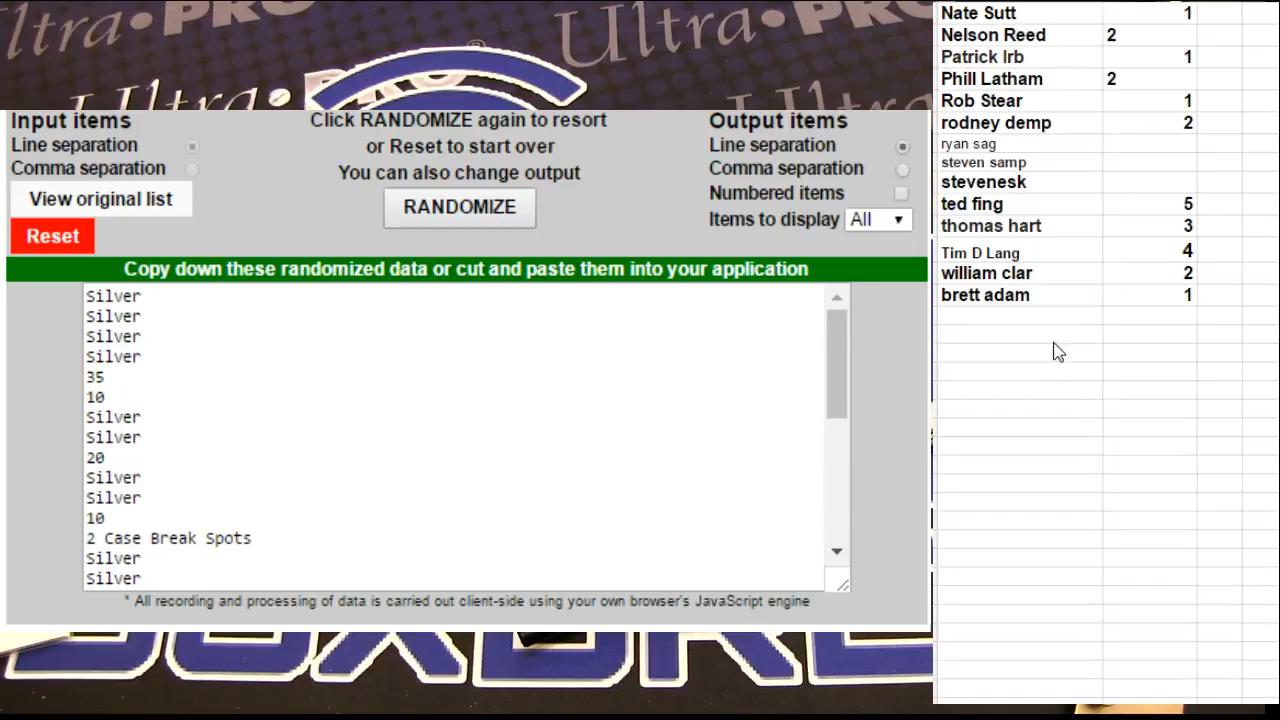 Ultra•PRO
Ultra•PRO
Ultra
Input items
Line separation
Comma separation
View original list
Reset
Click RANDOMIZE again to resort
or Reset to start over
You can also change output
RANDOMIZE
Output items
Line separation
Comma separation
Numbered items
Items to display All
Copy down these randomized data or cut and paste them into your application
Silver
Silver
Silver
Silver
35
10
Silver
Silver
20
Silver
Silver
10
2 Case Break Spots
Silver
Silver
* All recording and processing of data is carried out client-side using your own browser's JavaScript engine
Nate Sutt 1
Nelson Reed 2
Patrick Irb 1
Phill Latham 2
Rob Stear 1
rodney demp 2
ryan sag
steven samp
stevenesk
ted fing 5
thomas hart 3
Tim D Lang 4
william clar 2
brett adam 1